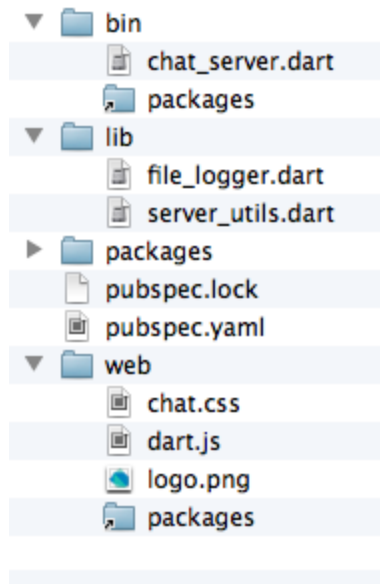 bin
chat_server.dart
packages
lib
file_logger.dart
server_utils.dart
packages
pubspec.lock
pubspec.yaml
web
chat.css
dart.js
logo.png
packages